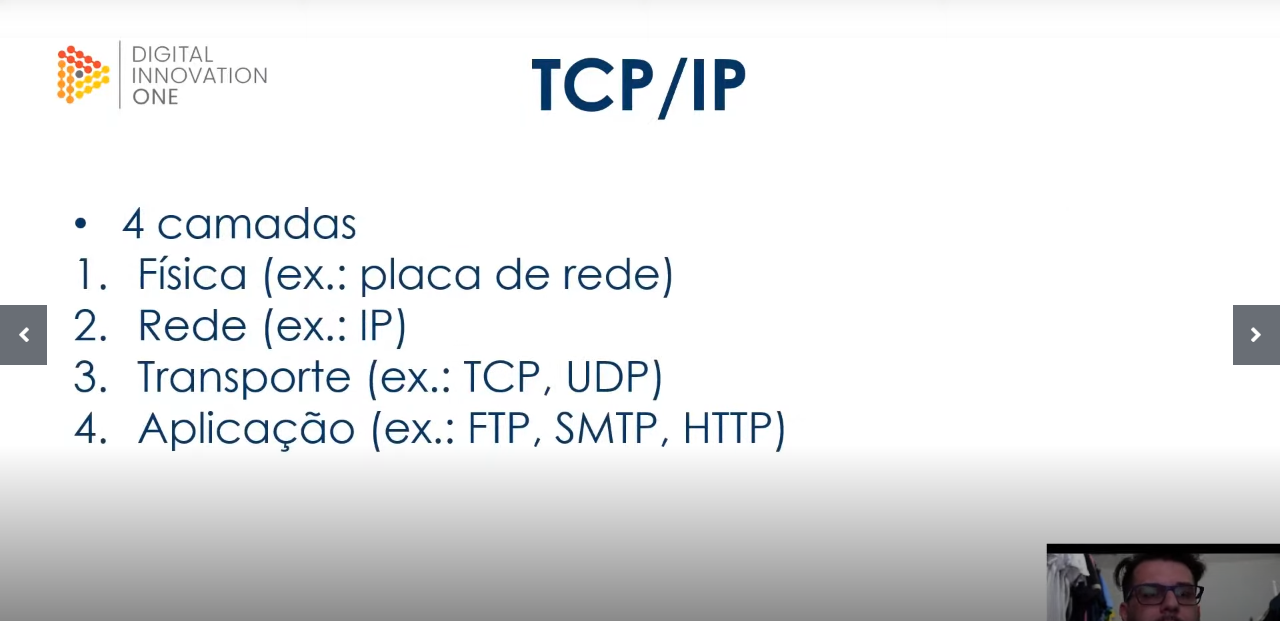 DIGITAL
INNOVATION
ONE
TCP/IP
• 4 camadas
1. Física (ex.: placa de rede)
2. Rede (ex.: IP)
3. Transporte (ex.: TCP, UDP)
4. Aplicação (ex.: FTP, SMTP, HTTP)